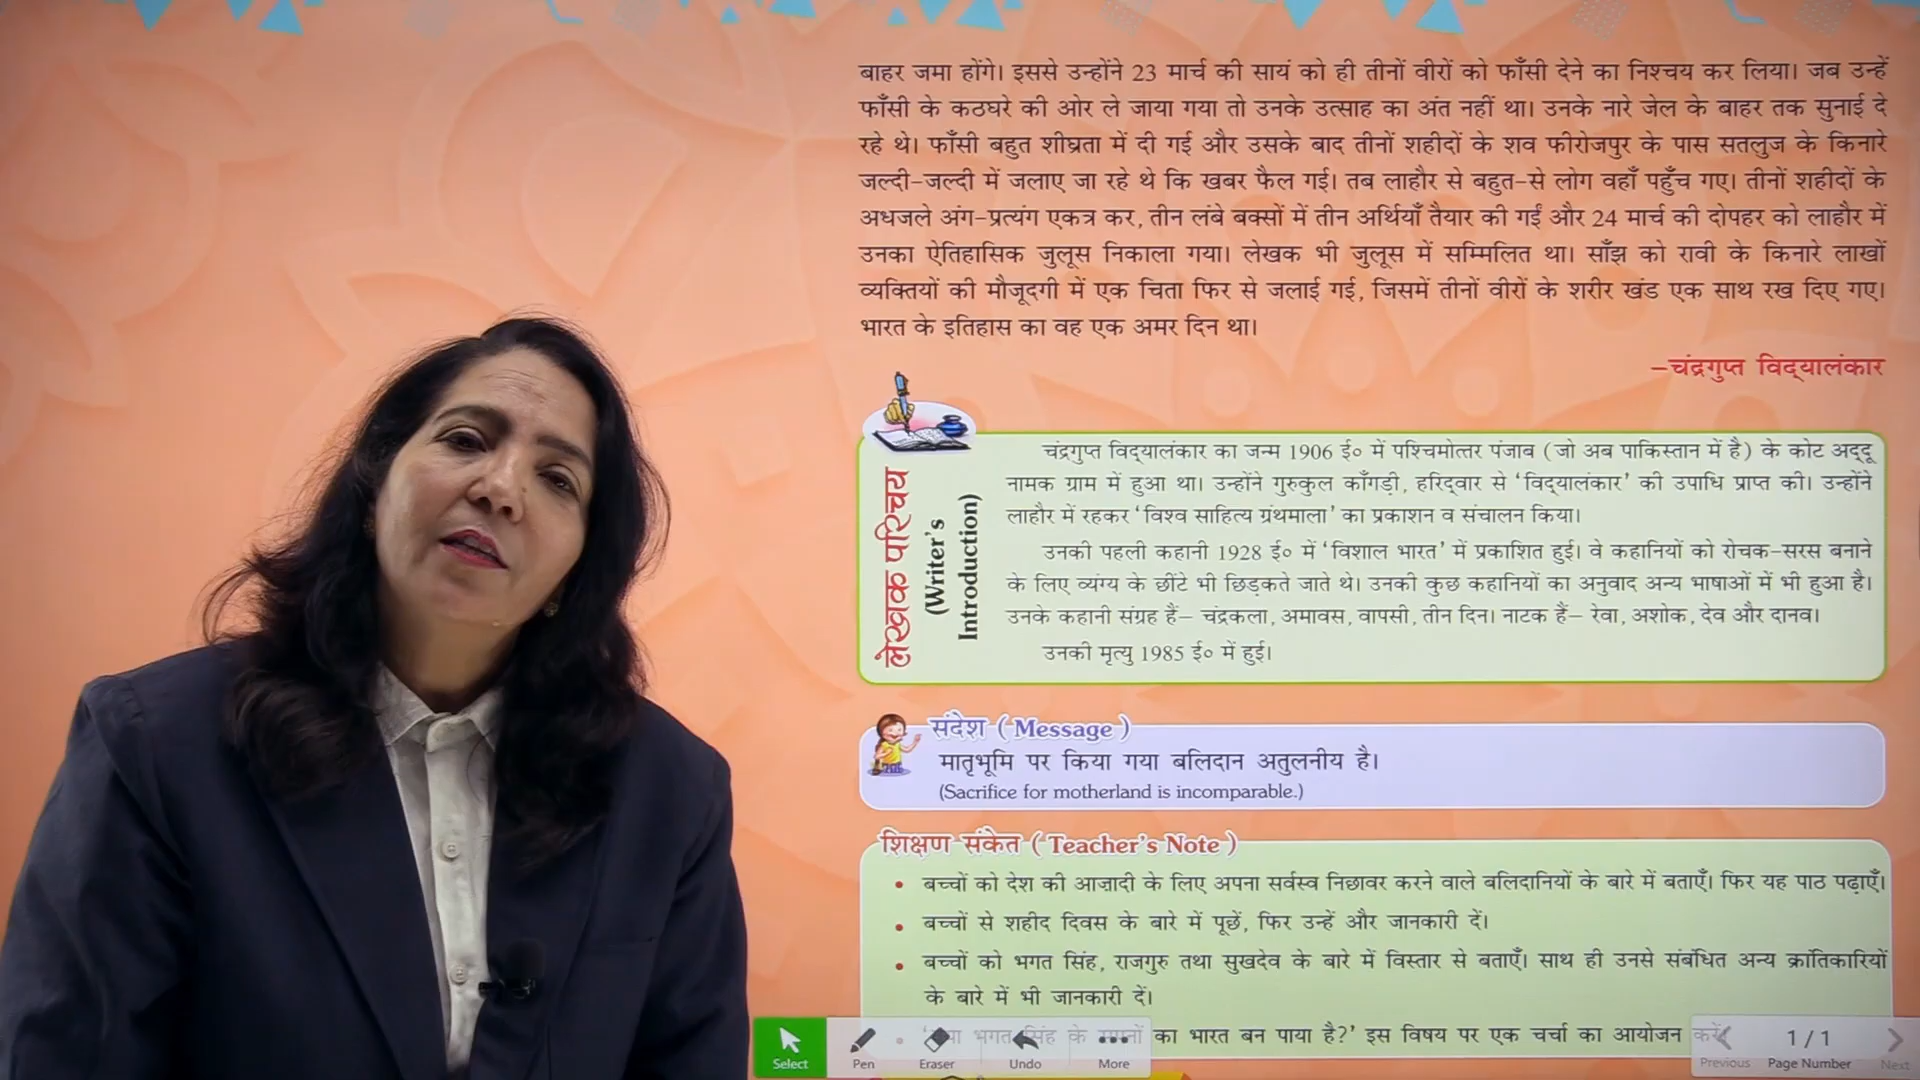 बाहर जमा होंगे। इससे उन्होंने 23 मार्च की सायं को ही तीनों वीरों को फाँसी देने का निश्चय कर लिया। जब उन्हें
फाँसी के कठघरे की ओर ले जाया गया तो उनके उत्साह का अंत नहीं था। उनके नारे जेल के बाहर तक सुनाई दे
रहे थे। फाँसी बहुत शीघ्रता में दी गई और उसके बाद तीनों शहीदों के शव फीरोजपुर के पास सतलुज के किनारे
जल्दी-जल्दी में जलाए जा रहे थे कि खबर फैल गई। तब लाहौर से बहुत-से लोग वहाँ पहुँच गए। तीनों शहीदों के
अधजले अंग-प्रत्यंग एकत्र कर, तीन लंबे बक्सों में तीन अर्थियाँ तैयार की गईं और 24 मार्च की दोपहर को लाहौर में
उनका ऐतिहासिक जुलूस निकाला गया। लेखक भी जुलूस में सम्मिलित था। साँझ को रावी के किनारे लाखों
व्यक्तियों की मौजूदगी में एक चिता फिर से जलाई गई, जिसमें तीनों वीरों के शरीर खंड एक साथ रख दिए गए।
भारत के इतिहास का वह एक अमर दिन था।
–चंद्रगुप्त विद्यालंकार
लेखक परिचय
(Writer's
Introduction)
चंद्रगुप्त विद्यालंकार का जन्म 1906 ई० में पश्चिमोत्तर पंजाब (जो अब पाकिस्तान में है) के कोट अद्दू
नामक ग्राम में हुआ था। उन्होंने गुरुकुल काँगड़ी, हरिद्वार से 'विद्यालंकार' की उपाधि प्राप्त की। उन्होंने
लाहौर में रहकर 'विश्व साहित्य ग्रंथमाला' का प्रकाशन व संचालन किया।
उनकी पहली कहानी 1928 ई० में 'विशाल भारत' में प्रकाशित हुई। वे कहानियों को रोचक-सरस बनाने
के लिए व्यंग्य के छींटे भी छिड़कते जाते थे। उनकी कुछ कहानियों का अनुवाद अन्य भाषाओं में भी हुआ है।
उनके कहानी संग्रह हैं– चंद्रकला, अमावस, वापसी, तीन दिन। नाटक हैं– रेवा, अशोक, देव और दानव।
उनकी मृत्यु 1985 ई० में हुई।
संदेश (Message)
मातृभूमि पर किया गया बलिदान अतुलनीय है।
(Sacrifice for motherland is incomparable.)
शिक्षण संकेत (Teacher's Note)
• बच्चों को देश की आज़ादी के लिए अपना सर्वस्व निछावर करने वाले बलिदानियों के बारे में बताएँ। फिर यह पाठ पढ़ाएँ।
• बच्चों से शहीद दिवस के बारे में पूछें, फिर उन्हें और जानकारी दें।
• बच्चों को भगत सिंह, राजगुरु तथा सुखदेव के बारे में विस्तार से बताएँ। साथ ही उनसे संबंधित अन्य क्रांतिकारियों
के बारे में भी जानकारी दें।
• भगत सिंह के का भारत बन पाया है?' इस विषय पर एक चर्चा का आयोजन
Select Pen Eraser Undo More
1 / 1
Previous Page Number Next